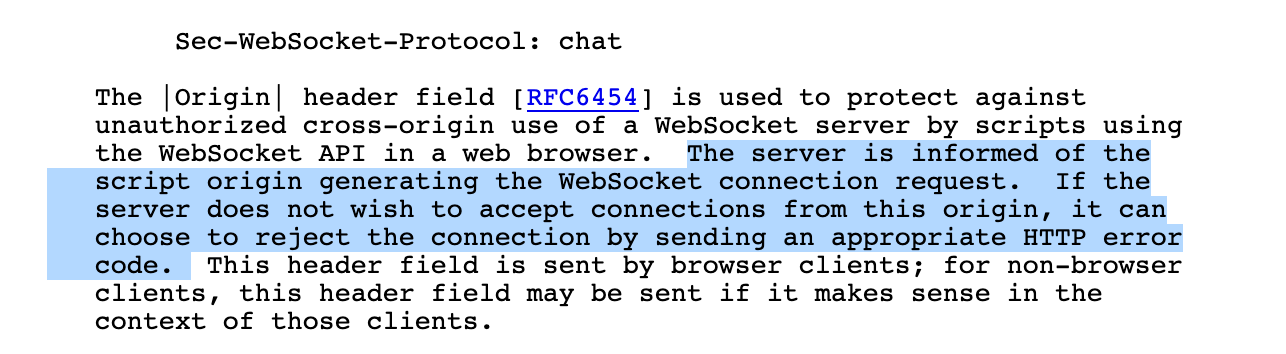 Sec-WebSocket-Protocol: chat
The |Origin| header field [RFC6454] is used to protect against
unauthorized cross-origin use of a WebSocket server by scripts using
the WebSocket API in a web browser.  The server is informed of the
script origin generating the WebSocket connection request.  If the
server does not wish to accept connections from this origin, it can
choose to reject the connection by sending an appropriate HTTP error
code.  This header field is sent by browser clients; for non-browser
clients, this header field may be sent if it makes sense in the
context of those clients.